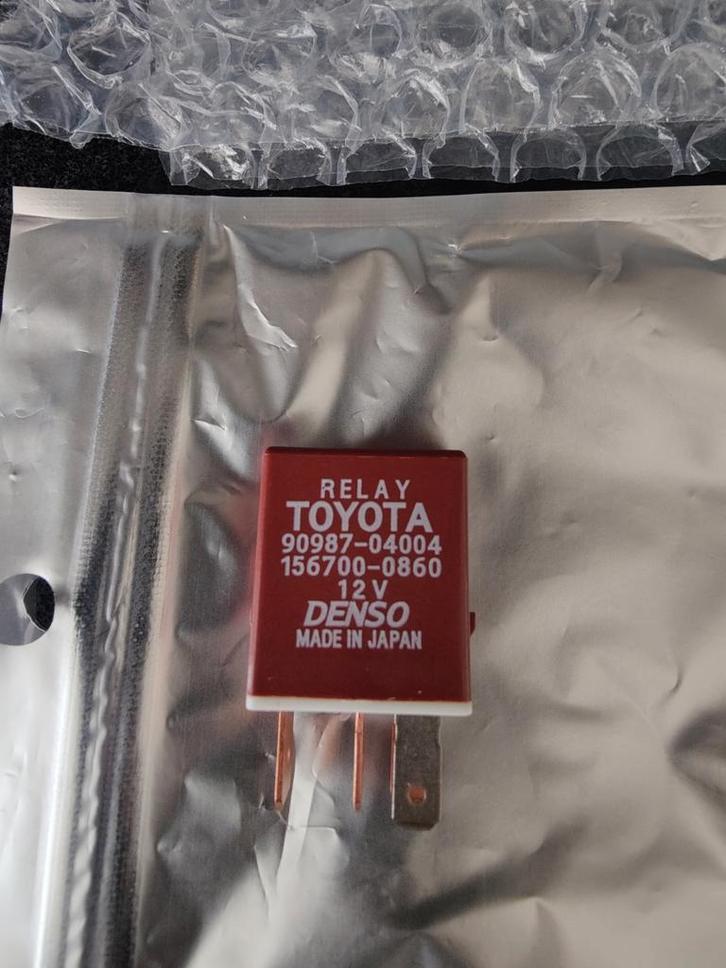 RELAY
TOYOTA
90987-04004
156700-0860
12V
DENSO
MADE IN JAPAN